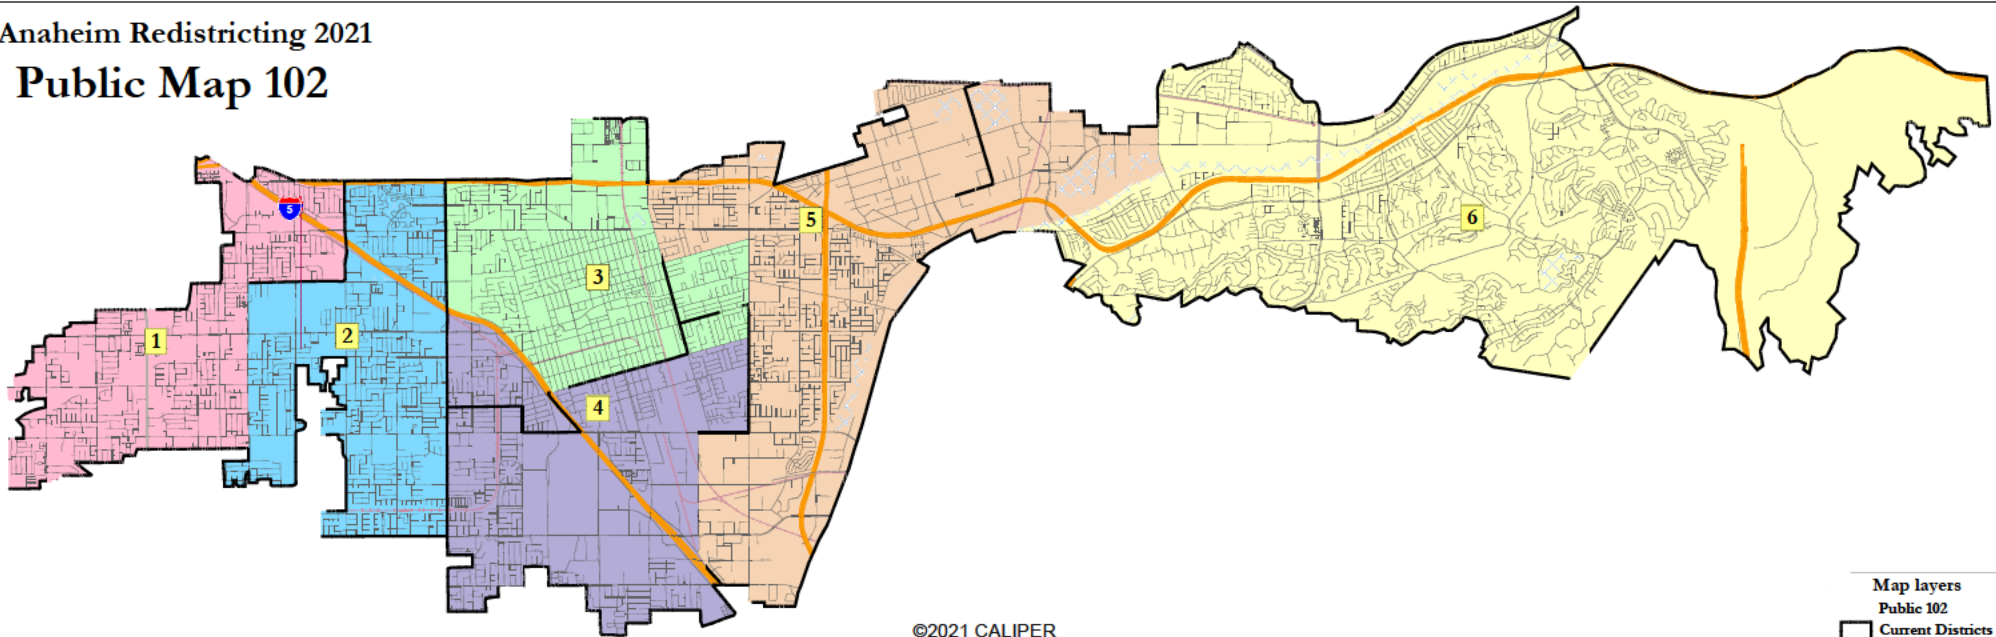 Anaheim Redistricting 2021
Public Map 102
5
1
2
3
4
5
6
Map layers
Public 102
Current Districts
©2021 CALIPER